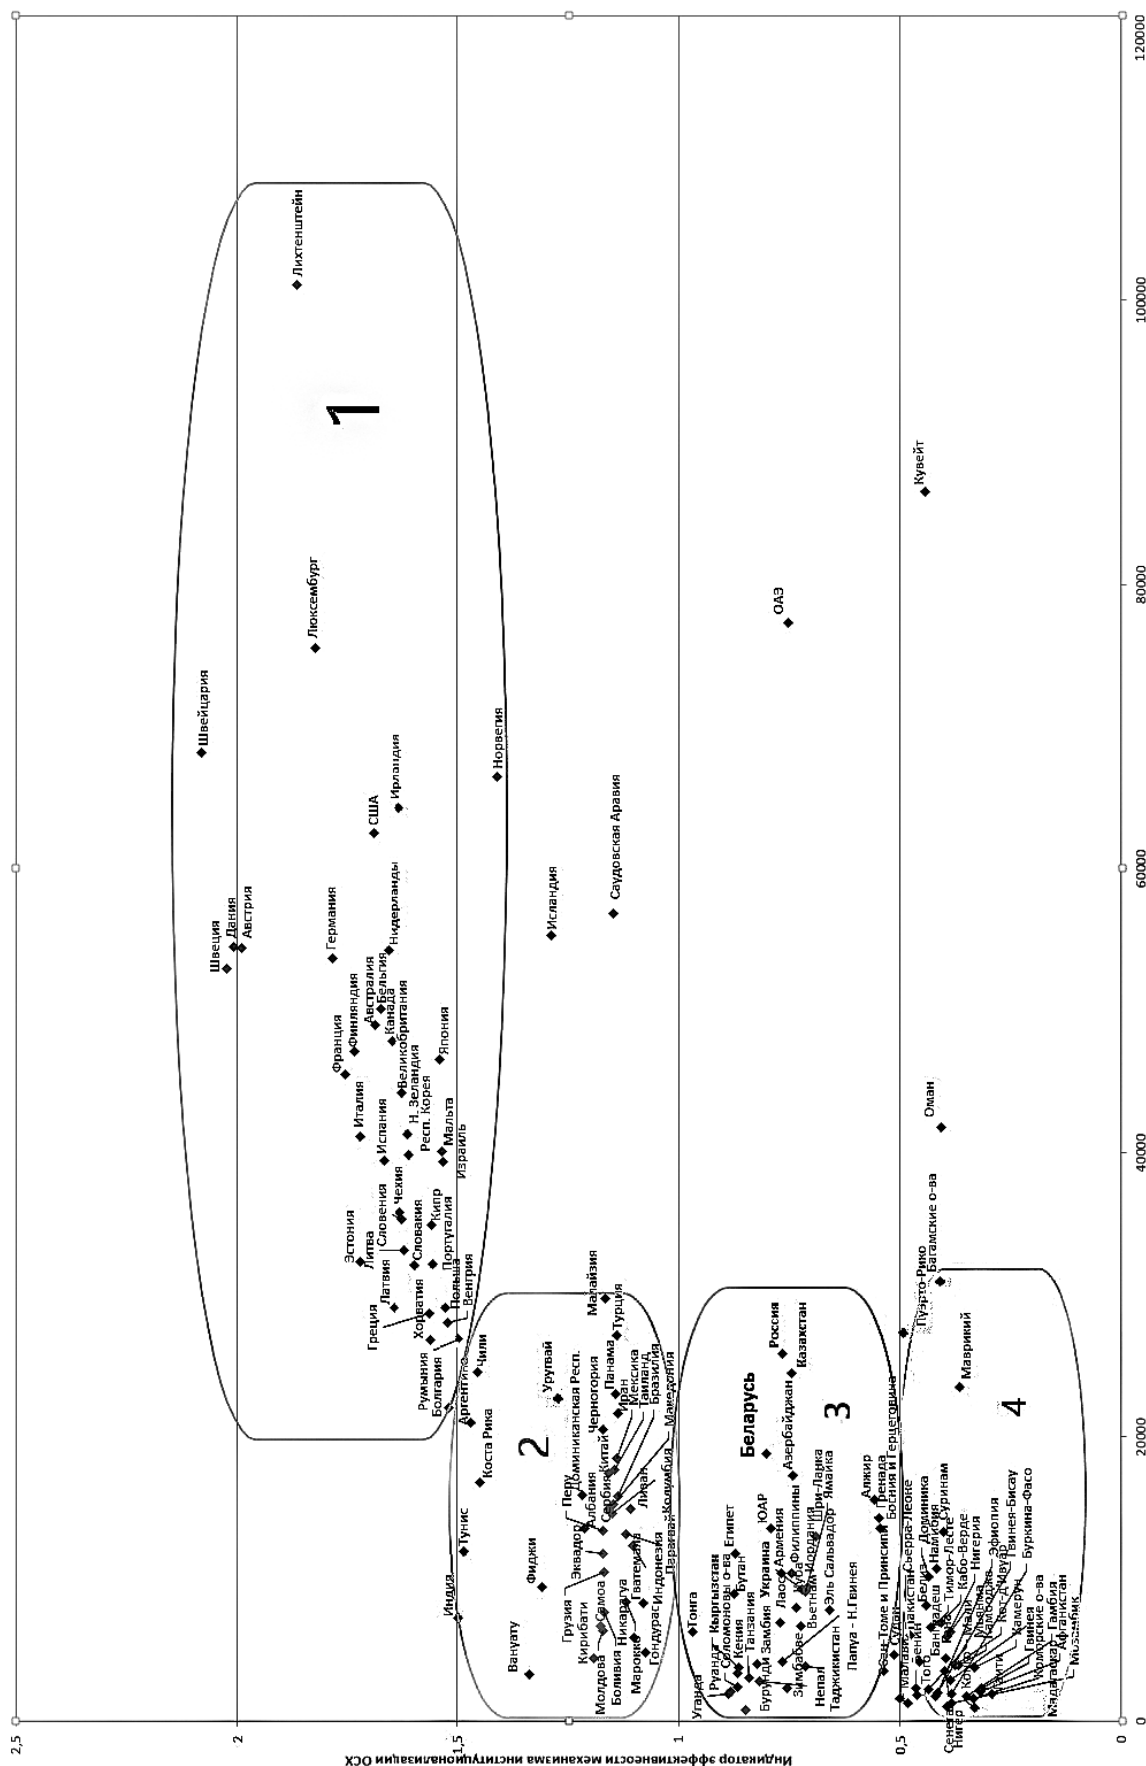 Индикатор эффективности механизма институционализации ОСХ
2,5
2
1,5
1
0,5
0
0
20000
40000
60000
80000
100000
120000
1
2
3
4
Лихтенштейн
Люксембург
Швейцария
Ирландия
США
Норвегия
Швеция
Дания
Австрия
Германия
Нидерланды
Франция
Финляндия
Австралия
Бельгия
Канада
Великобритания
Япония
Италия
Испания
Н. Зеландия
Респ. Корея
Мальта
Израиль
Эстония
Литва
Словения
Чехия
Словакия
Кипр
Португалия
Латвия
Греция
Хорватия
Польша
Венгрия
Румыния
Болгария
Чили
Аргентина
Коста Рика
Тунис
Индия
Исландия
Саудовская Аравия
Малайзия
Турция
Уругвай
Панама
Иран
Мексика
Таиланд
Бразилия
Македония
Черногория
Доминиканская Респ.
Китай
Перу
Албания
Сербия
Ливан
Колумбия
Эквадор
Парагвай
Фиджи
Грузия
Самоа
Гватемала
Индонезия
Вануату
Кирибати
Никарагуа
Молдова
Боливия
Марокко
Гондурас
ОАЭ
Россия
Казахстан
Беларусь
Азербайджан
ЮАР
Филиппины
Шри-Ланка
Ямайка
Египет
Бутан
Украина
Армения
Куба
Иордания
Эль Сальвадор
Лаос
Вьетнам
Папуа - Н.Гвинея
Тонга
Кыргызстан
Соломоновы о-ва
Кения
Уганда
Руанда
Бурунди
Замбия
Танзания
Зимбабве
Непал
Таджикистан
Алжир
Гренада
Босния и Герцеговина
Сан-Томе и Принсипи
Кувейт
Оман
Багамские о-ва
Пуэрто-Рико
Маврикий
Сьерра-Леоне
Доминика
Намибия
Суринам
Пакистан
Белиз
Судан
Малави
Бенин
Того
Бангладеш
Тимор-Лесте
Кабо-Верде
Нигерия
Эфиопия
Гвинея-Бисау
Буркина-Фасо
Мали
Мьянма
Камбоджа
Кот-д'Ивуар
Камерун
Гвинея
Коморские о-ва
Гамбия
Афганистан
Мозамбик
Мадагаскар
Гаити
Конго
Сенегал
Нигер